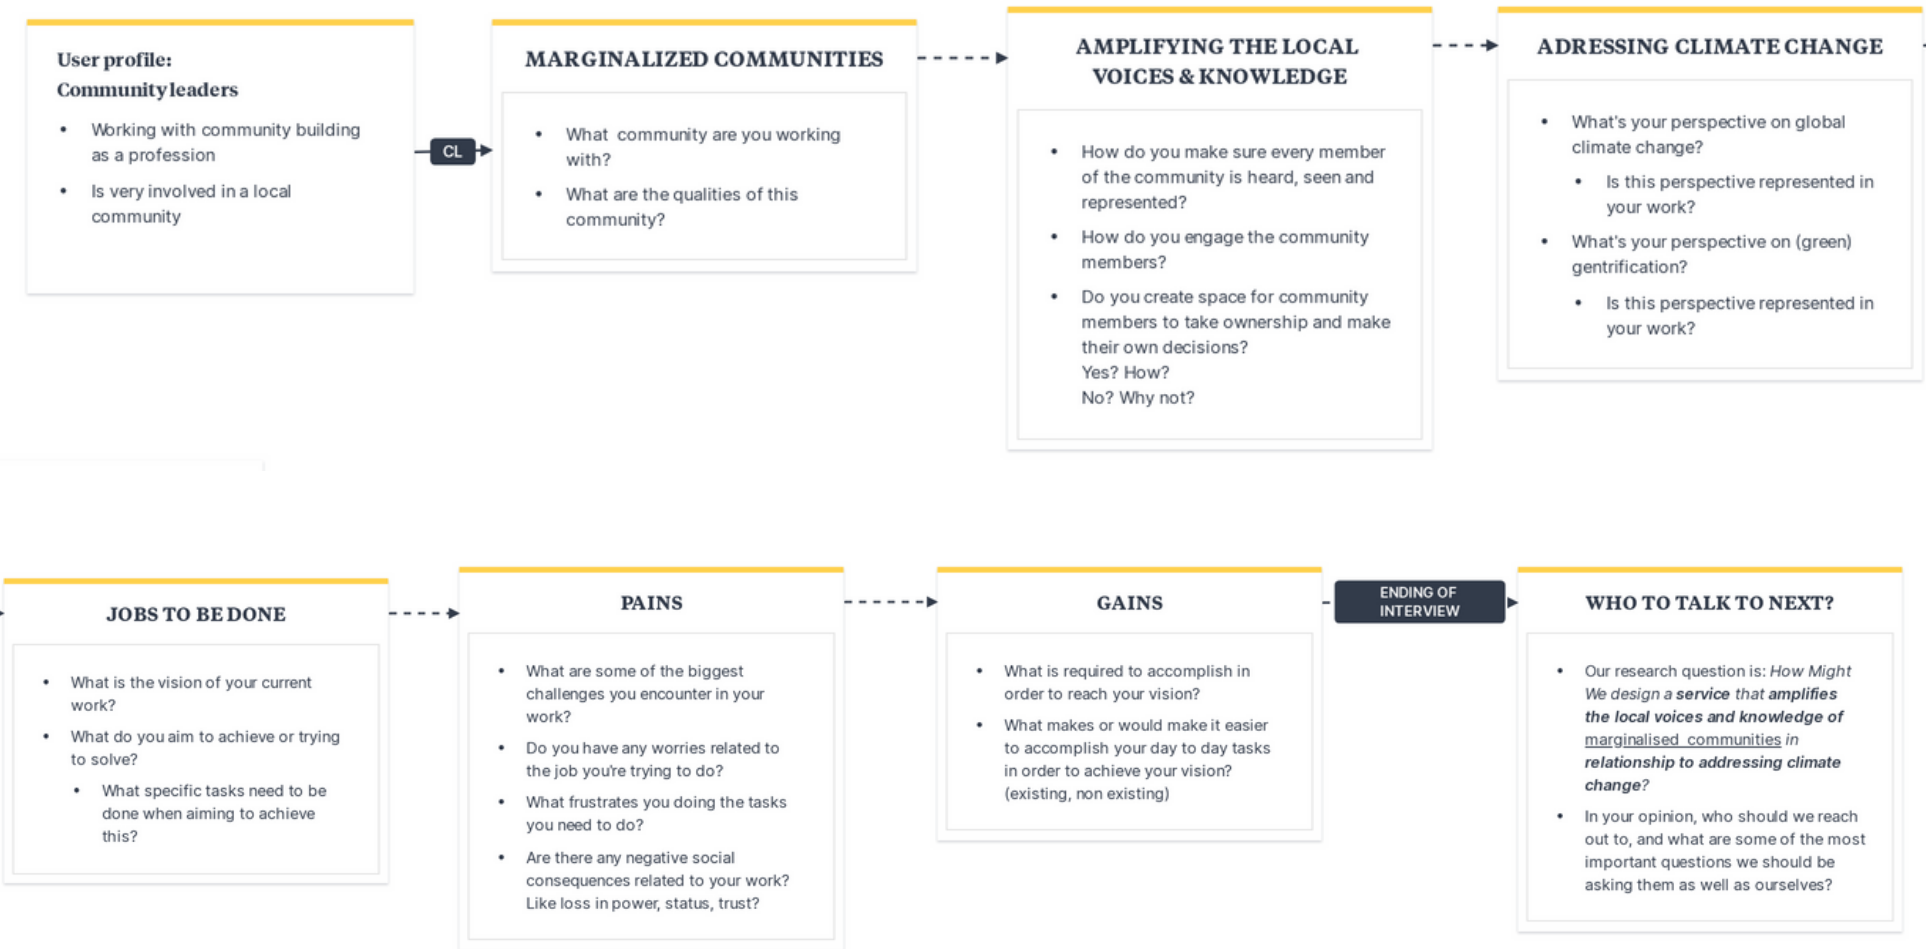 User profile:
Community leaders
• Working with community building
as a profession
• Is very involved in a local
community
CL
MARGINALIZED COMMUNITIES
• What  community are you working
with?
• What are the qualities of this
community?
AMPLIFYING THE LOCAL
VOICES & KNOWLEDGE
• How do you make sure every member
of the community is heard, seen and
represented?
• How do you engage the community
members?
• Do you create space for community
members to take ownership and make
their own decisions?
Yes? How?
No? Why not?
ADRESSING CLIMATE CHANGE
• What's your perspective on global
climate change?
• Is this perspective represented in
your work?
• What's your perspective on (green)
gentrification?
• Is this perspective represented in
your work?
JOBS TO BE DONE
• What is the vision of your current
work?
• What do you aim to achieve or trying
to solve?
• What specific tasks need to be
done when aiming to achieve
this?
PAINS
• What are some of the biggest
challenges you encounter in your
work?
• Do you have any worries related to
the job you're trying to do?
• What frustrates you doing the tasks
you need to do?
• Are there any negative social
consequences related to your work?
Like loss in power, status, trust?
GAINS
• What is required to accomplish in
order to reach your vision?
• What makes or would make it easier
to accomplish your day to day tasks
in order to achieve your vision?
(existing, non existing)
ENDING OF
INTERVIEW
WHO TO TALK TO NEXT?
• Our research question is: How Might
We design a service that amplifies
the local voices and knowledge of
marginalised  communities in
relationship to addressing climate
change?
• In your opinion, who should we reach
out to, and what are some of the most
important questions we should be
asking them as well as ourselves?